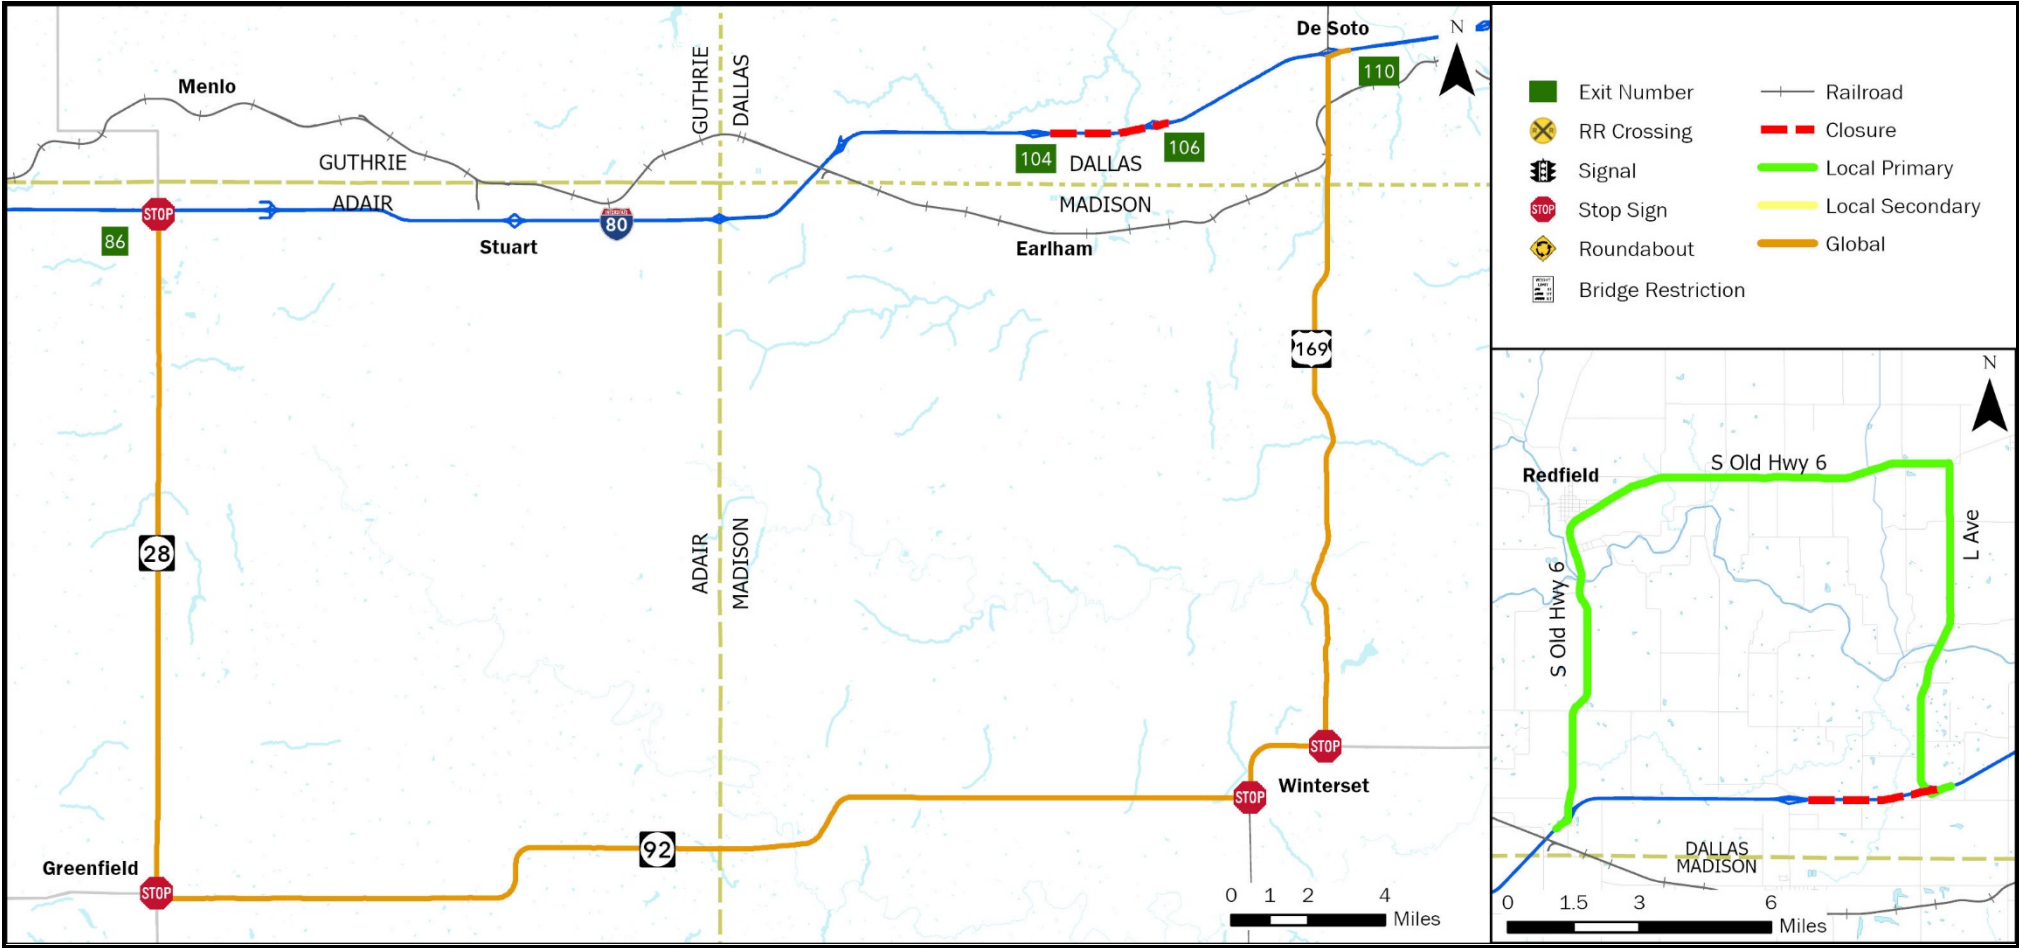 De Soto
N
110
Menlo
GUTHRIE
DALLAS
GUTHRIE
104
106
DALLAS
ADAIR
MADISON
STOP
86
80
Stuart
Earlham
169
28
ADAIR
MADISON
STOP
Winterset
STOP
92
Greenfield
STOP
0 1 2 4
Miles
Exit Number
RR Crossing
Signal
STOP
Stop Sign
Roundabout
Bridge Restriction
Railroad
Closure
Local Primary
Local Secondary
Global
N
Redfield
S Old Hwy 6
L Ave
S Old Hwy 6
DALLAS
MADISON
0 1.5 3 6
Miles